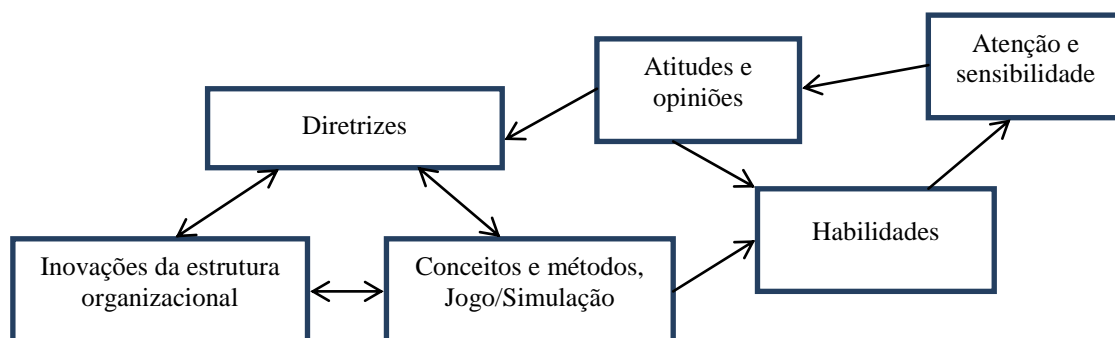 Atenção e
sensibilidade
Atitudes e
opiniões
Diretrizes
Habilidades
Inovações da estrutura
organizacional
Conceitos e métodos,
Jogo/Simulação